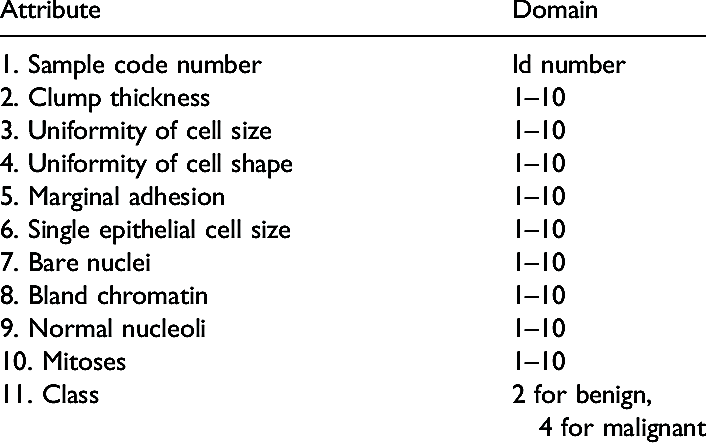 Attribute Domain
1. Sample code number Id number
2. Clump thickness 1–10
3. Uniformity of cell size 1–10
4. Uniformity of cell shape 1–10
5. Marginal adhesion 1–10
6. Single epithelial cell size 1–10
7. Bare nuclei 1–10
8. Bland chromatin 1–10
9. Normal nucleoli 1–10
10. Mitoses 1–10
11. Class 2 for benign,
4 for malignant